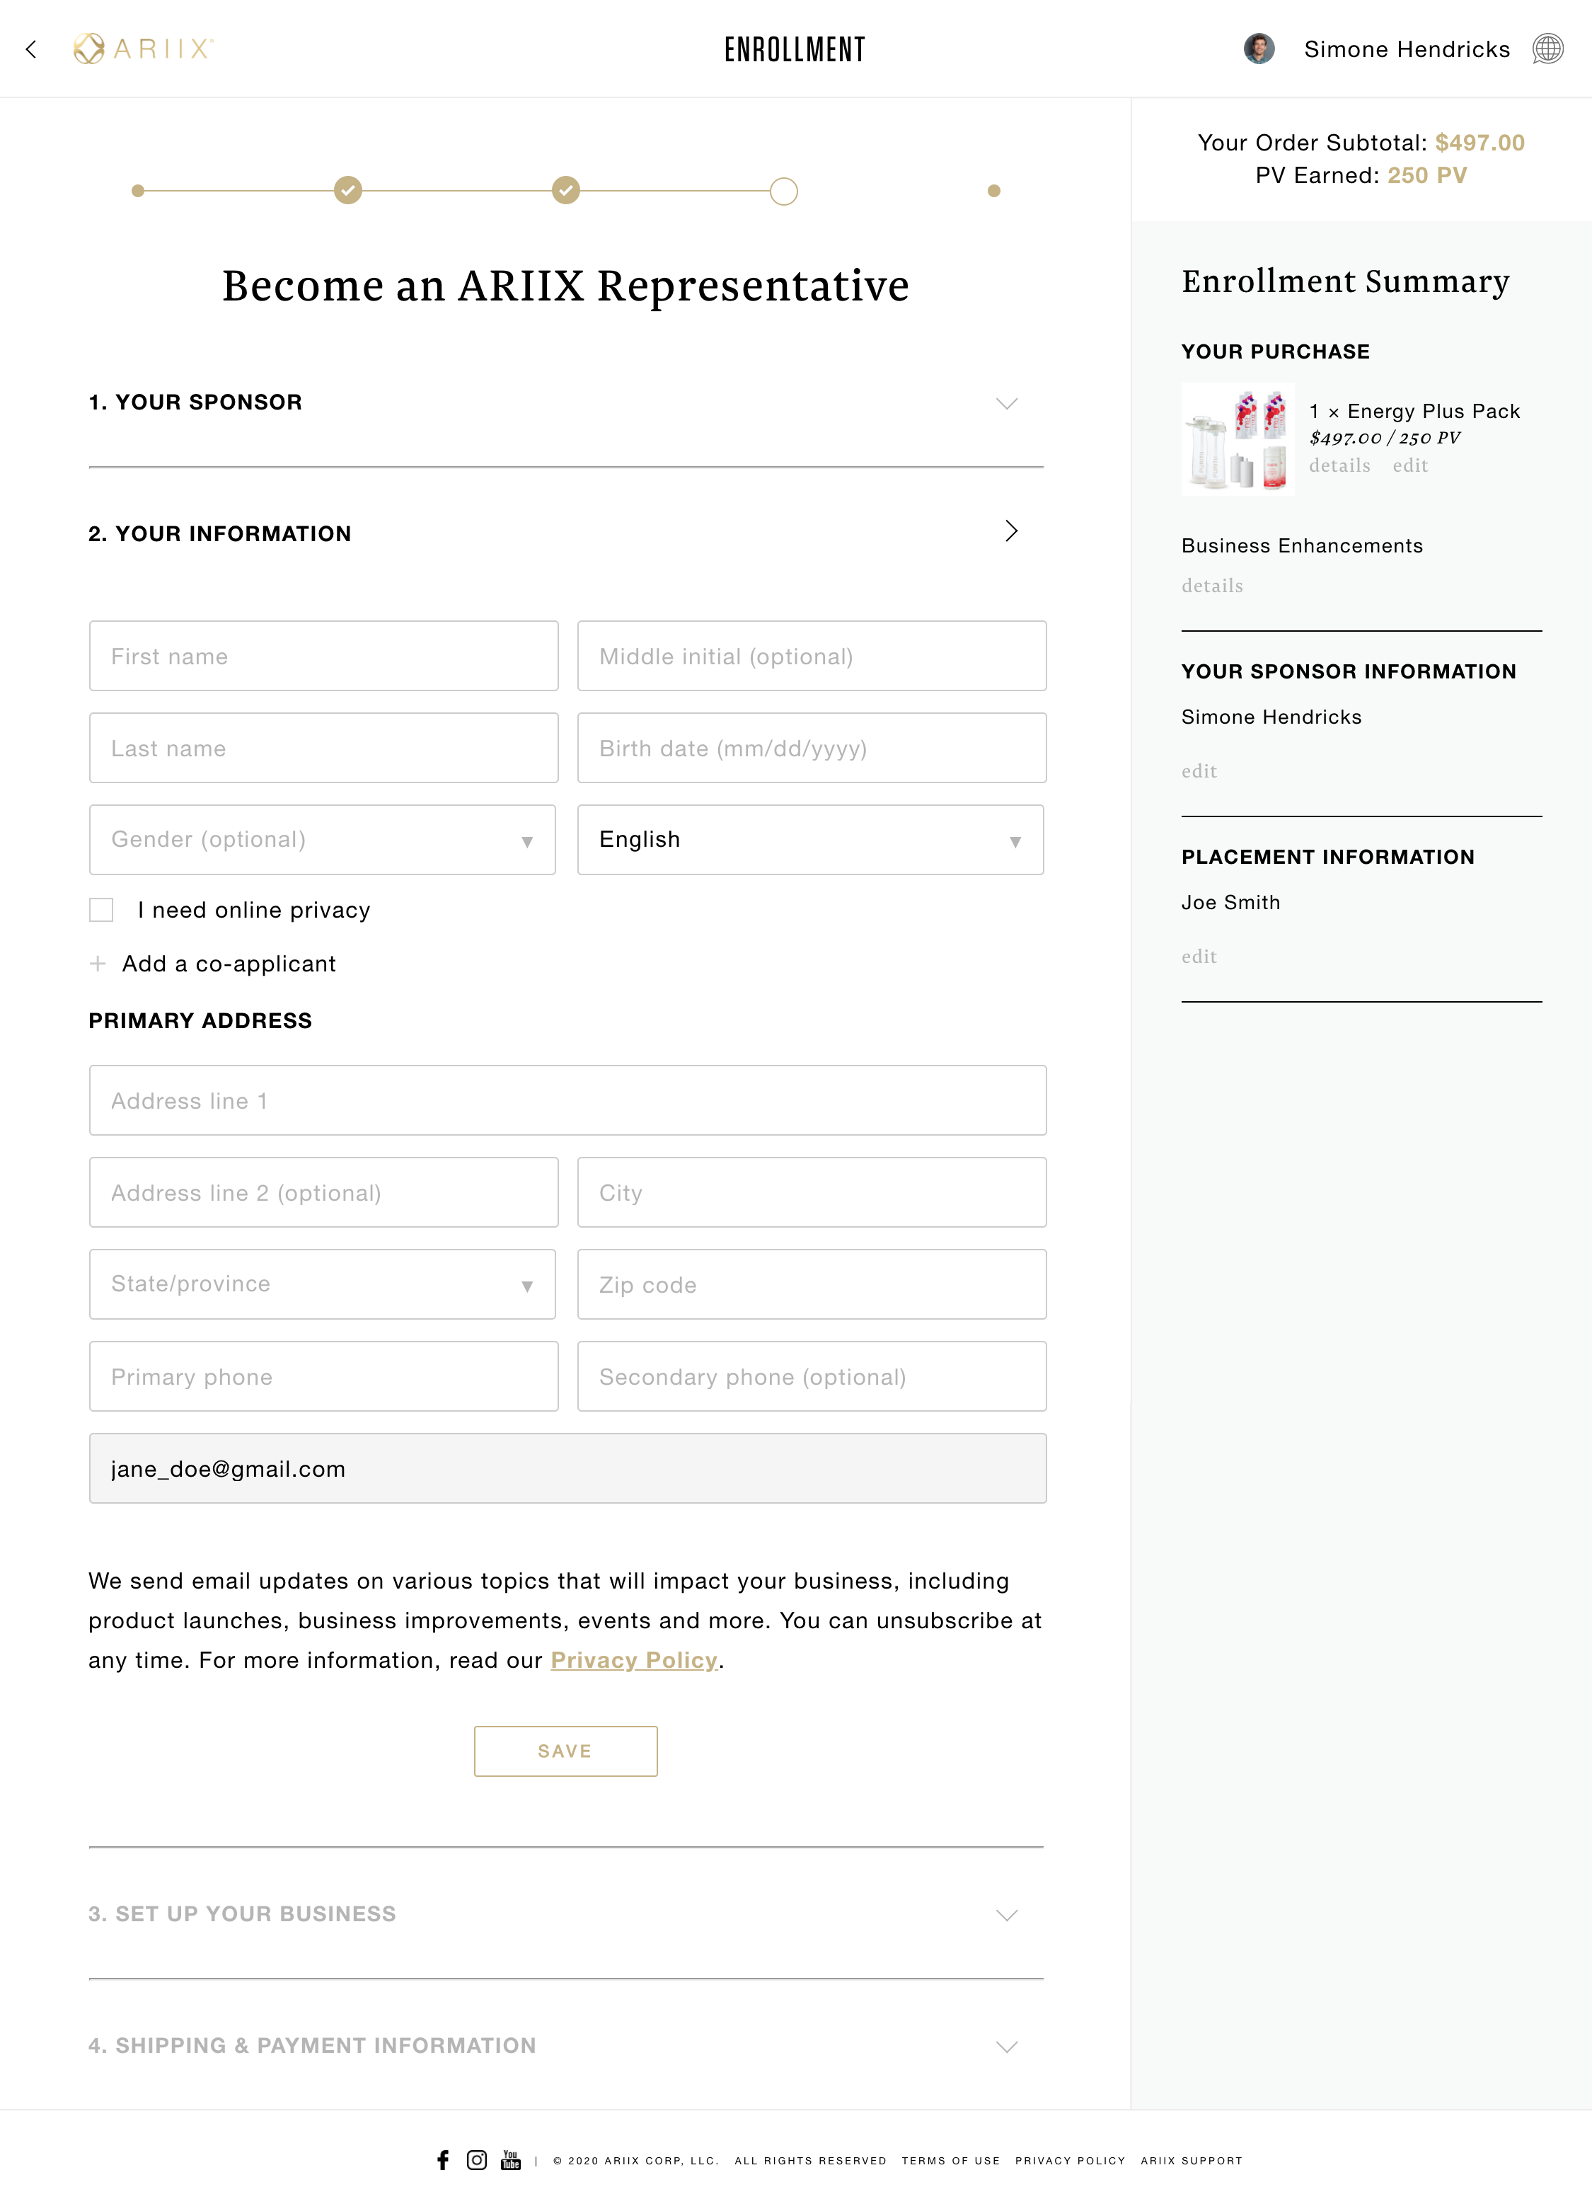 ARIIX®
ENROLLMENT
Simone Hendricks
Your Order Subtotal: $497.00
PV Earned: 250 PV
Become an ARIIX Representative
1. YOUR SPONSOR
2. YOUR INFORMATION
First name
Middle initial (optional)
Last name
Birth date (mm/dd/yyyy)
Gender (optional)
English
I need online privacy
+ Add a co-applicant
PRIMARY ADDRESS
Address line 1
Address line 2 (optional)
City
State/province
Zip code
Primary phone
Secondary phone (optional)
jane_doe@gmail.com
We send email updates on various topics that will impact your business, including
product launches, business improvements, events and more. You can unsubscribe at
any time. For more information, read our Privacy Policy.
SAVE
3. SET UP YOUR BUSINESS
4. SHIPPING & PAYMENT INFORMATION
Enrollment Summary
YOUR PURCHASE
1 × Energy Plus Pack
$497.00 / 250 PV
details edit
Business Enhancements
details
YOUR SPONSOR INFORMATION
Simone Hendricks
edit
PLACEMENT INFORMATION
Joe Smith
edit
You Tube
| © 2020 ARIIX CORP, LLC. ALL RIGHTS RESERVED TERMS OF USE PRIVACY POLICY ARIIX SUPPORT